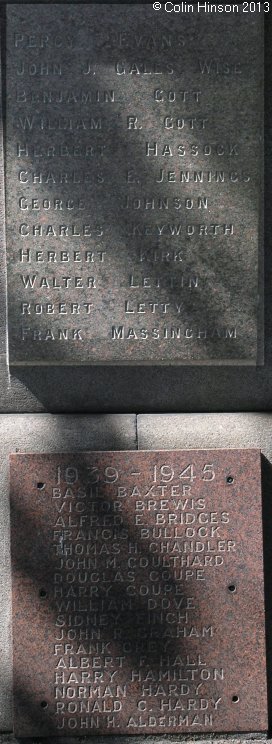 ©Colin Hinson 2013
PERCY EVANS
JOHN J. GALES WISE
BENJAMIN GOTT
WILLIAM R. GOTT
HERBERT HASSOCK
CHARLES E. JENNINGS
GEORGE JOHNSON
CHARLES KEYWORTH
HERBERT KIRK
WALTER LETTIN
ROBERT LETTY
FRANK MASSINGHAM
1939-1945
BASIL BAXTER
VICTOR BREWIS
ALFRED E. BRIDGES
FRANCIS BULLOCK
THOMAS H. CHANDLER
JOHN M. COULTHARD
DOUGLAS COUPE
HARRY COUPE
WILLIAM DOVE
SIDNEY FINCH
JOHN R. GRAHAM
FRANK GREY
ALBERT F. HALL
HARRY HAMILTON
NORMAN HARDY
RONALD C. HARDY
JOHN H. ALDERMAN